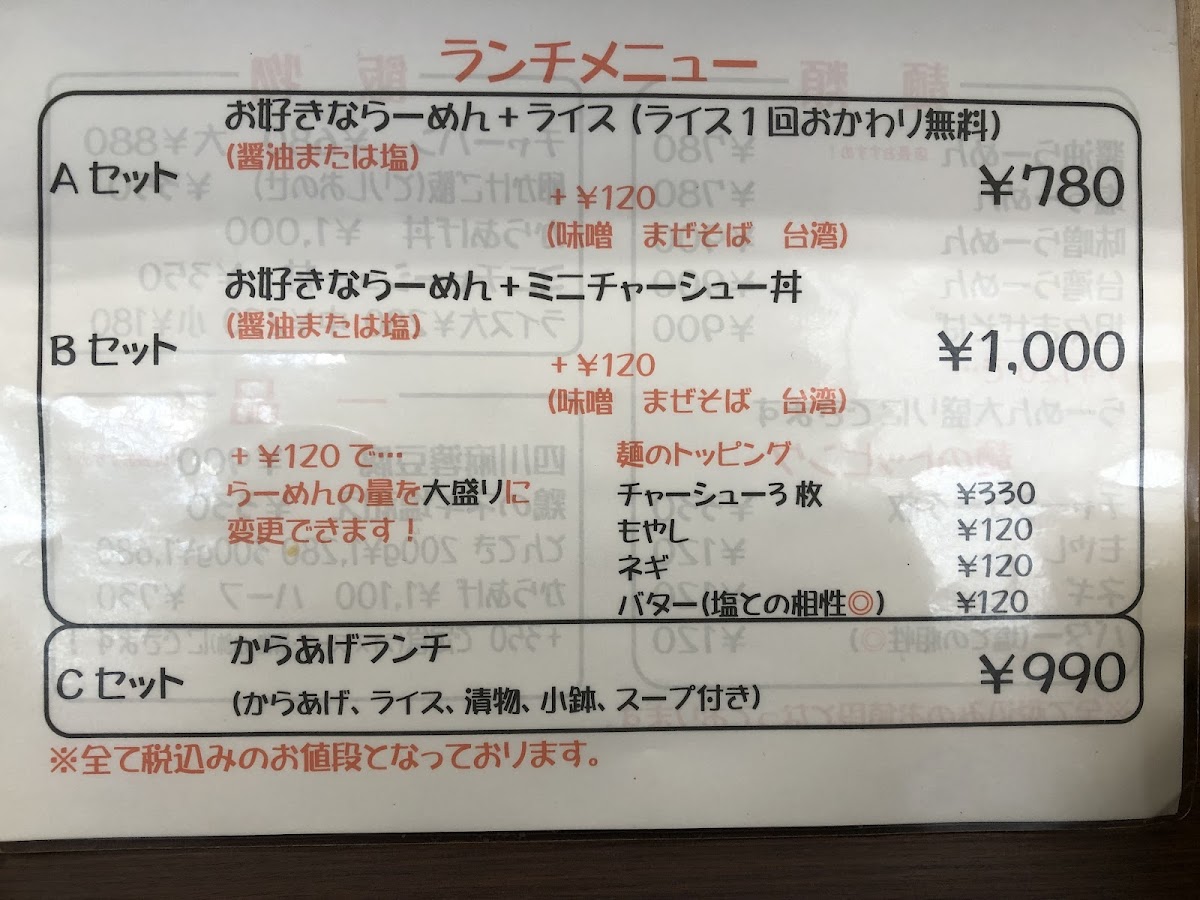 ランチメニュー
お好きならーめん＋ライス（ライス1回おかわり無料）
（醤油または塩）
Aセット
¥780
＋¥120
（味噌　まぜそば　台湾）
お好きならーめん＋ミニチャーシュー丼
（醤油または塩）
Bセット
¥1,000
＋¥120
（味噌　まぜそば　台湾）
＋¥120で…
らーめんの量を大盛りに
変更できます！
麺のトッピング
チャーシュー3枚　¥330
もやし　¥120
ネギ　¥120
バター（塩との相性◎）　¥120
からあげランチ
Cセット
¥990
（からあげ、ライス、漬物、小鉢、スープ付き）
※全て税込みのお値段となっております。